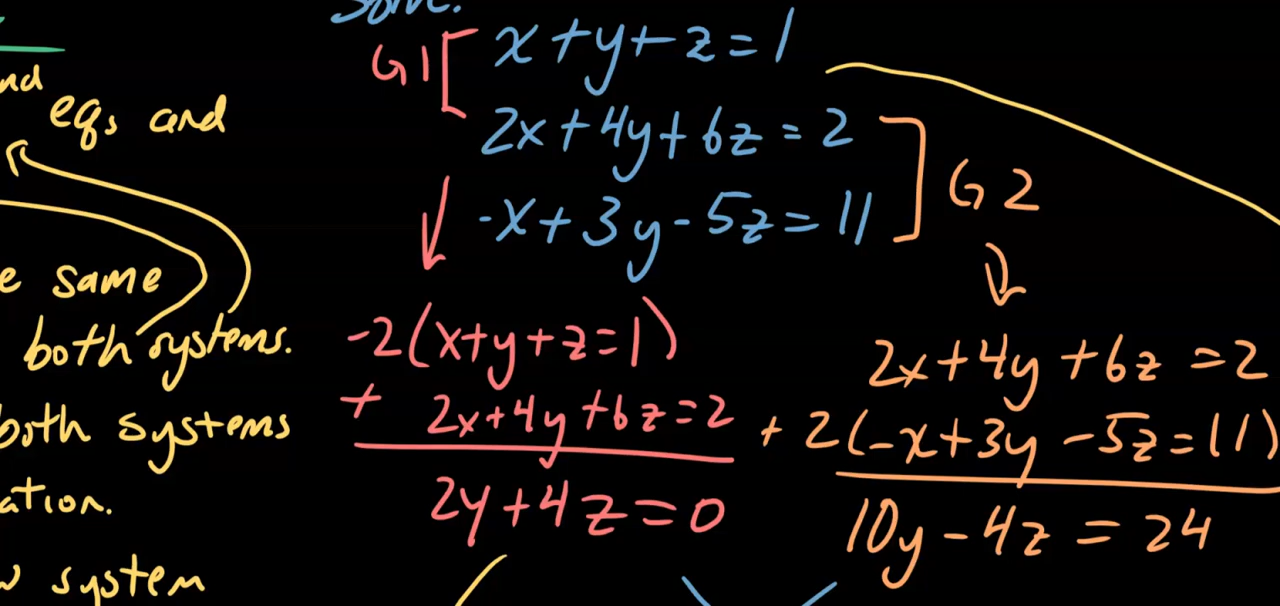 Solve:
G1 [ x+y+z=1
2x+4y+6z=2
-x+3y-5z=11 ] G2
eqs and
same
both systems.
both systems
system
-2(x+y+z=1)
+ 2x+4y+6z=2
2y+4z=0
2x+4y+6z=2
+ 2(-x+3y-5z=11)
10y-4z=24